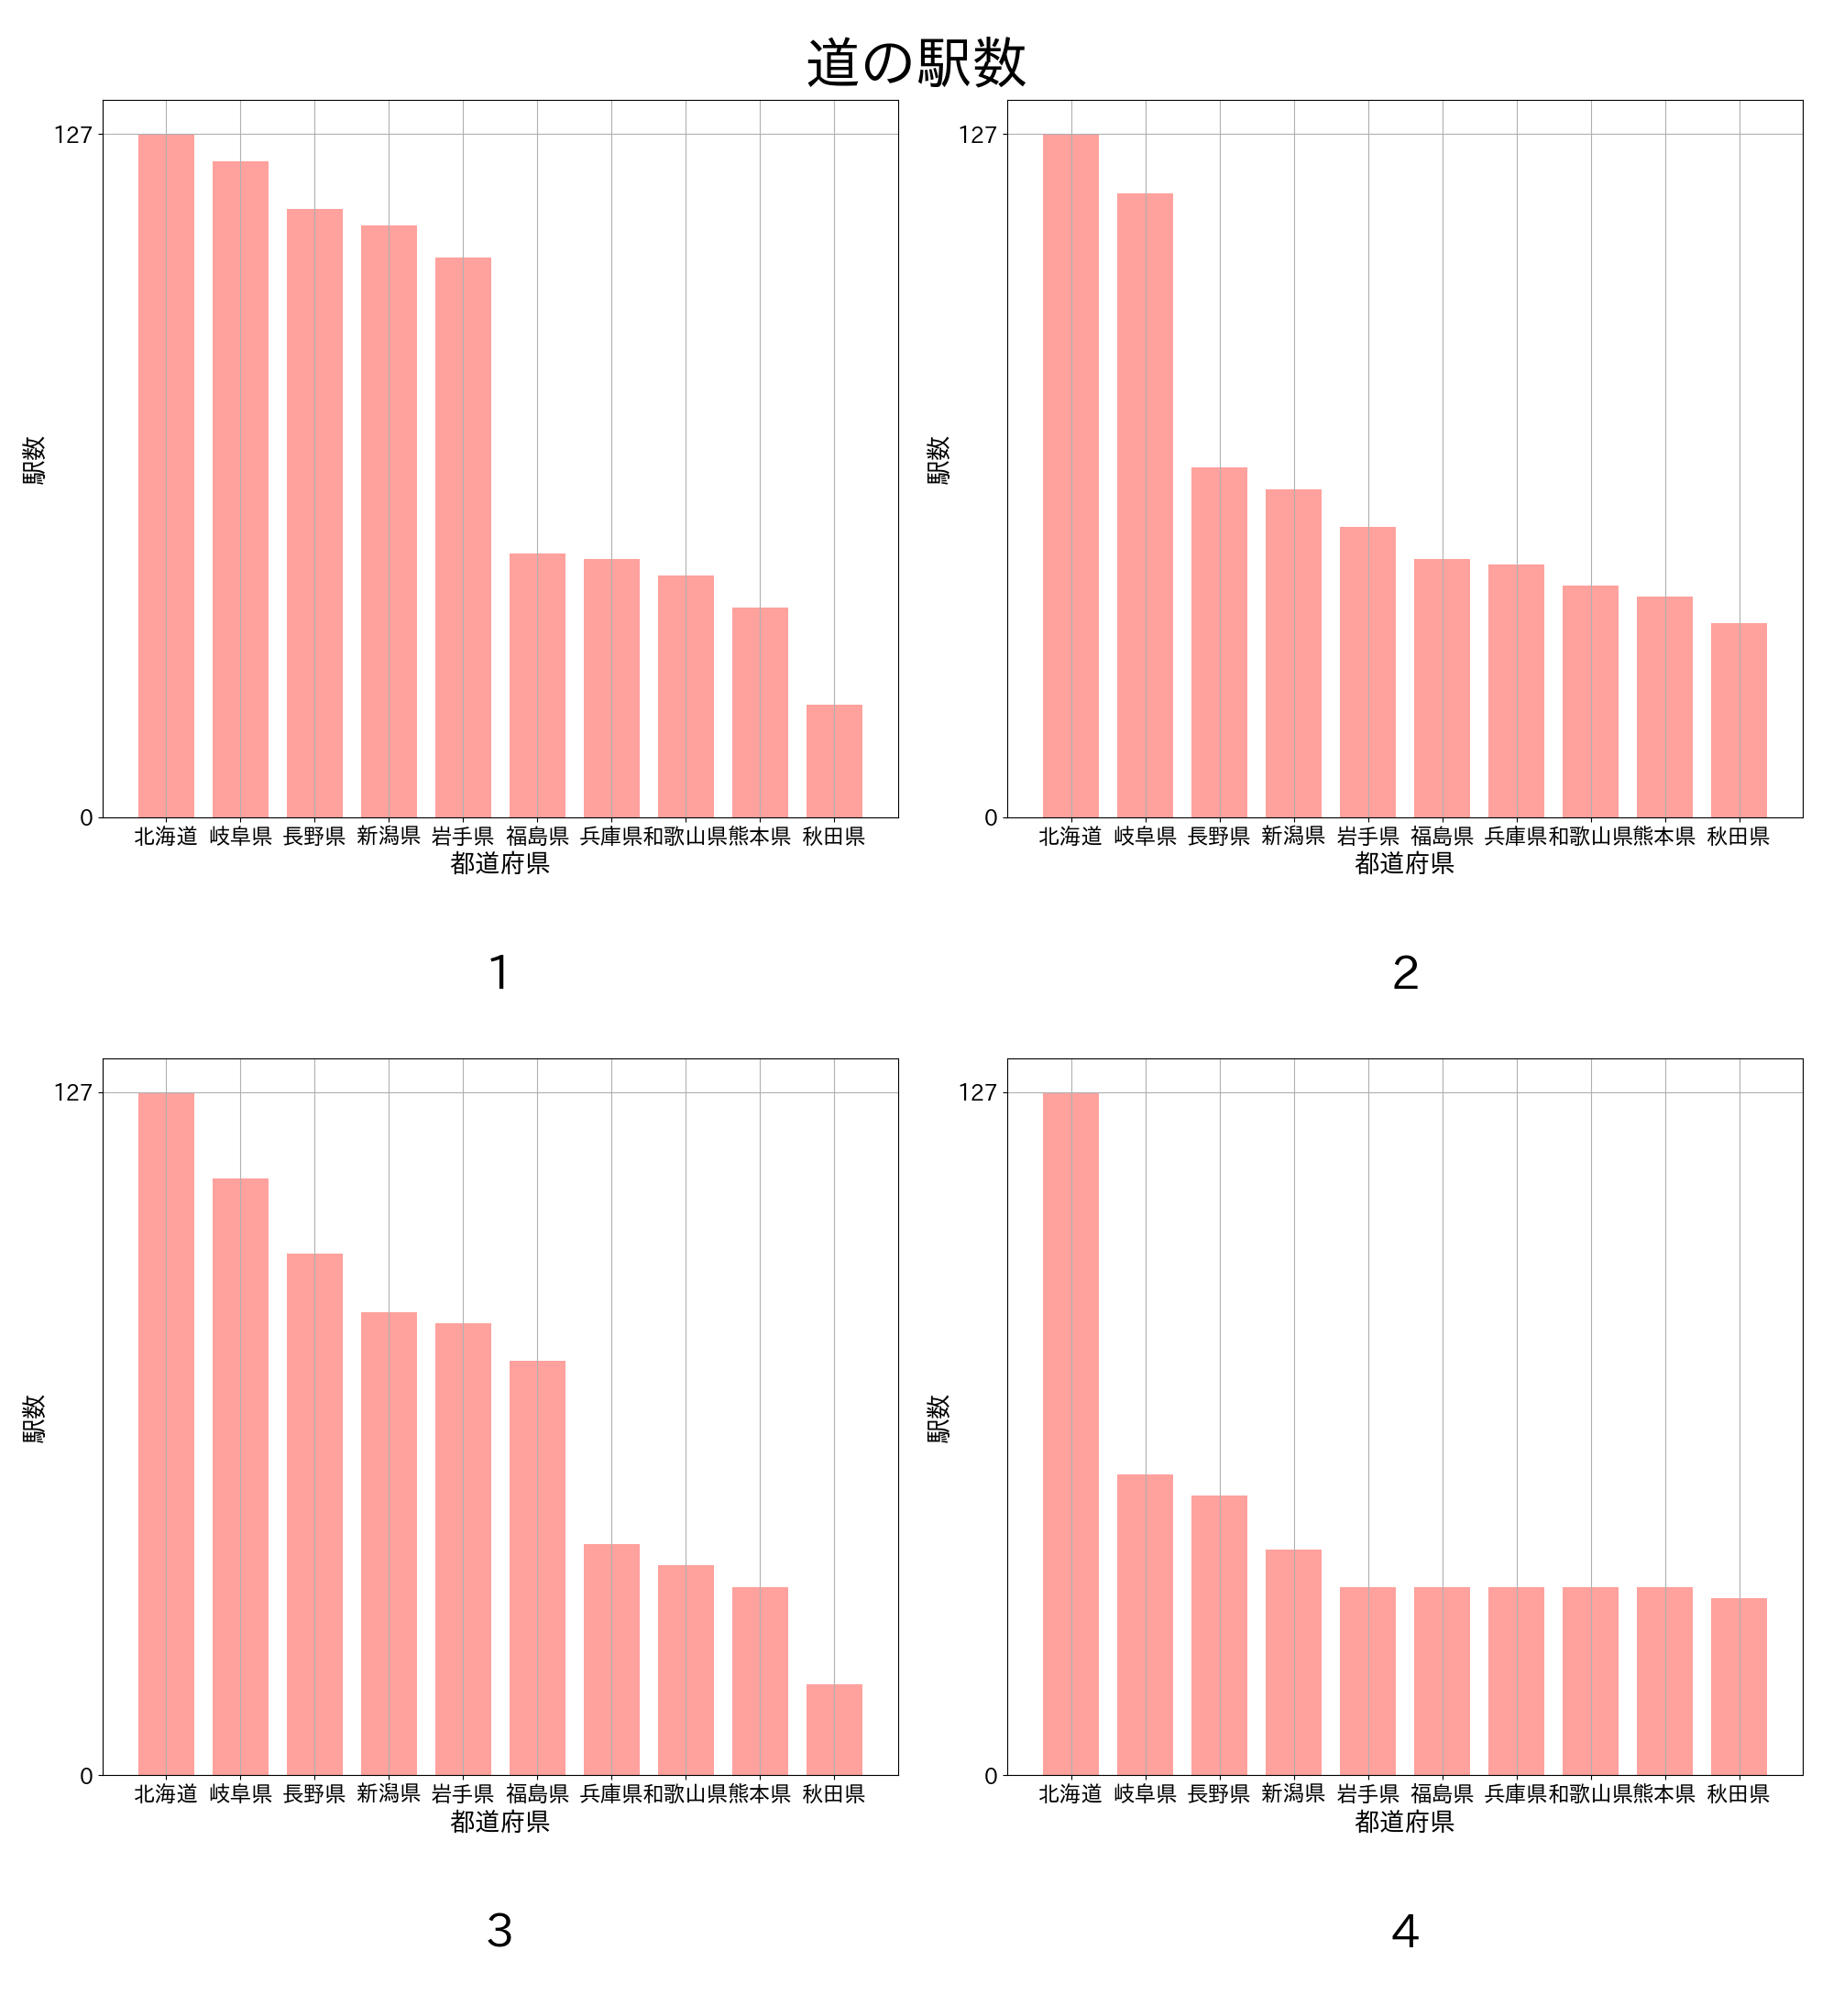 道の駅数
127
0
駅数
北海道 岐阜県 長野県 新潟県 岩手県 福島県 兵庫県 和歌山県 熊本県 秋田県
都道府県
1
127
0
駅数
北海道 岐阜県 長野県 新潟県 岩手県 福島県 兵庫県 和歌山県 熊本県 秋田県
都道府県
2
127
0
駅数
北海道 岐阜県 長野県 新潟県 岩手県 福島県 兵庫県 和歌山県 熊本県 秋田県
都道府県
3
127
0
駅数
北海道 岐阜県 長野県 新潟県 岩手県 福島県 兵庫県 和歌山県 熊本県 秋田県
都道府県
4